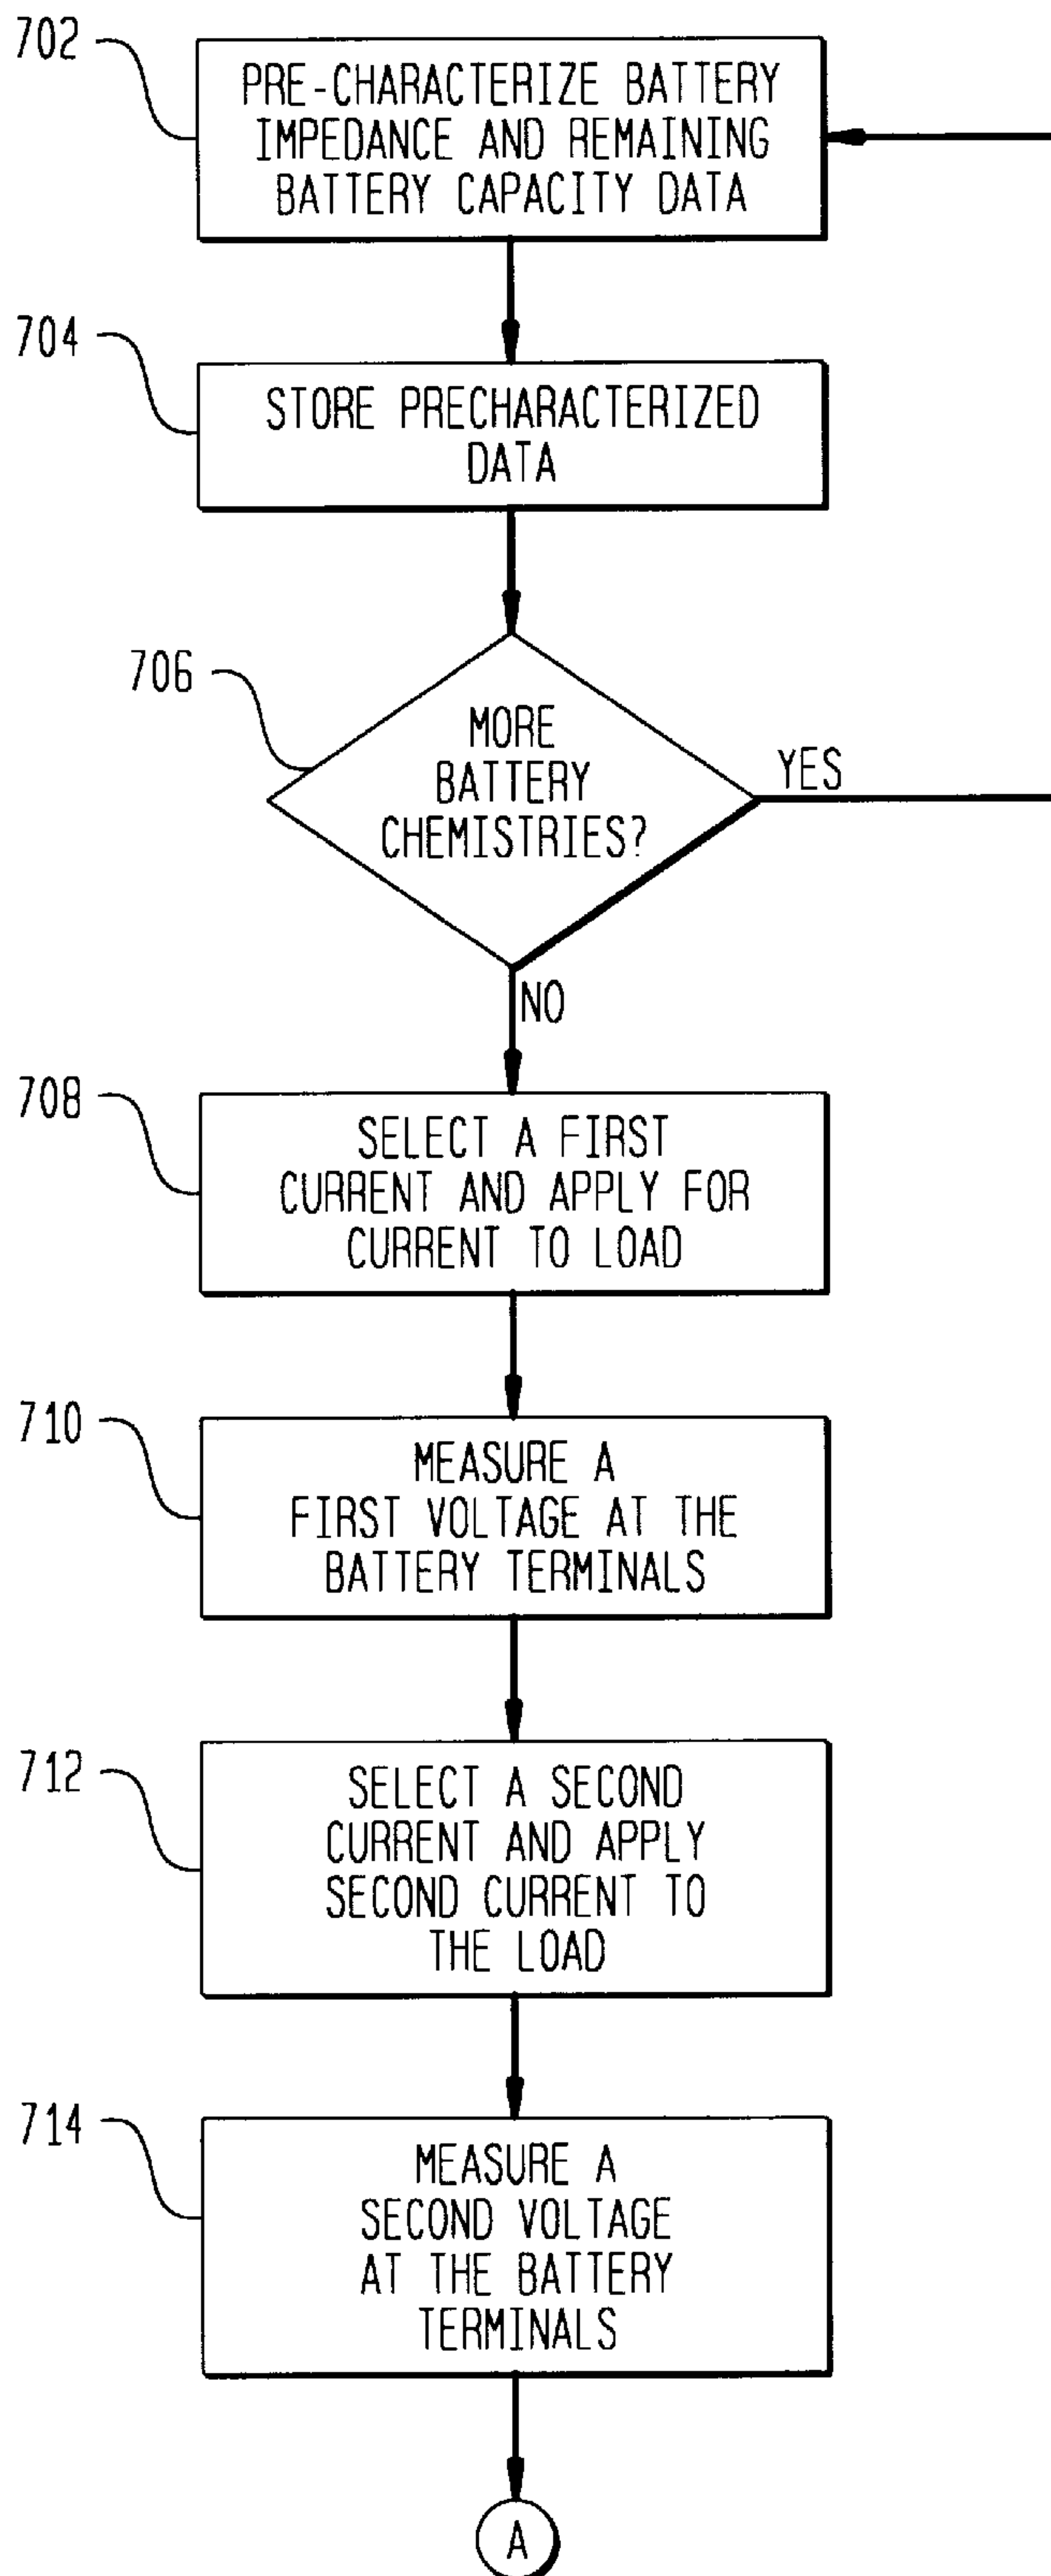 702
PRE-CHARACTERIZE BATTERY
IMPEDANCE AND REMAINING
BATTERY CAPACITY DATA
704
STORE PRECHARACTERIZED
DATA
706
MORE
BATTERY
CHEMISTRIES?
YES
NO
708
SELECT A FIRST
CURRENT AND APPLY FOR
CURRENT TO LOAD
710
MEASURE A
FIRST VOLTAGE AT THE
BATTERY TERMINALS
712
SELECT A SECOND
CURRENT AND APPLY
SECOND CURRENT TO
THE LOAD
714
MEASURE A
SECOND VOLTAGE
AT THE BATTERY
TERMINALS
A